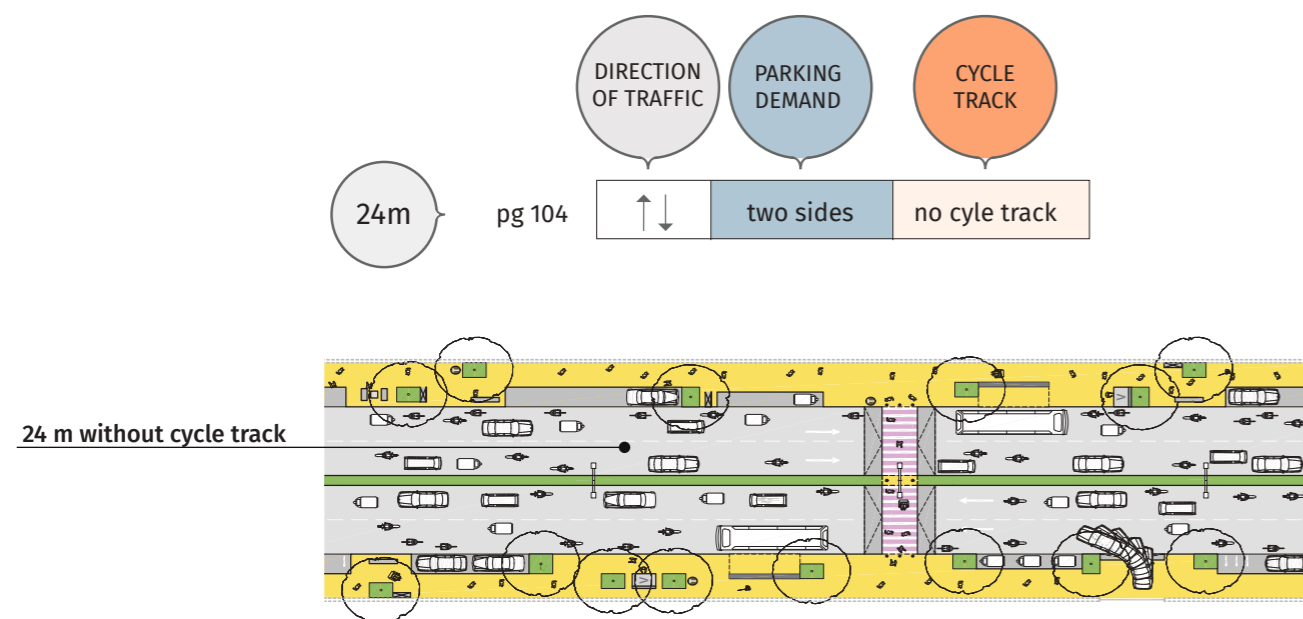 DIRECTION
OF TRAFFIC
PARKING
DEMAND
CYCLE
TRACK
24m
pg 104
two sides
no cyle track
24 m without cycle track